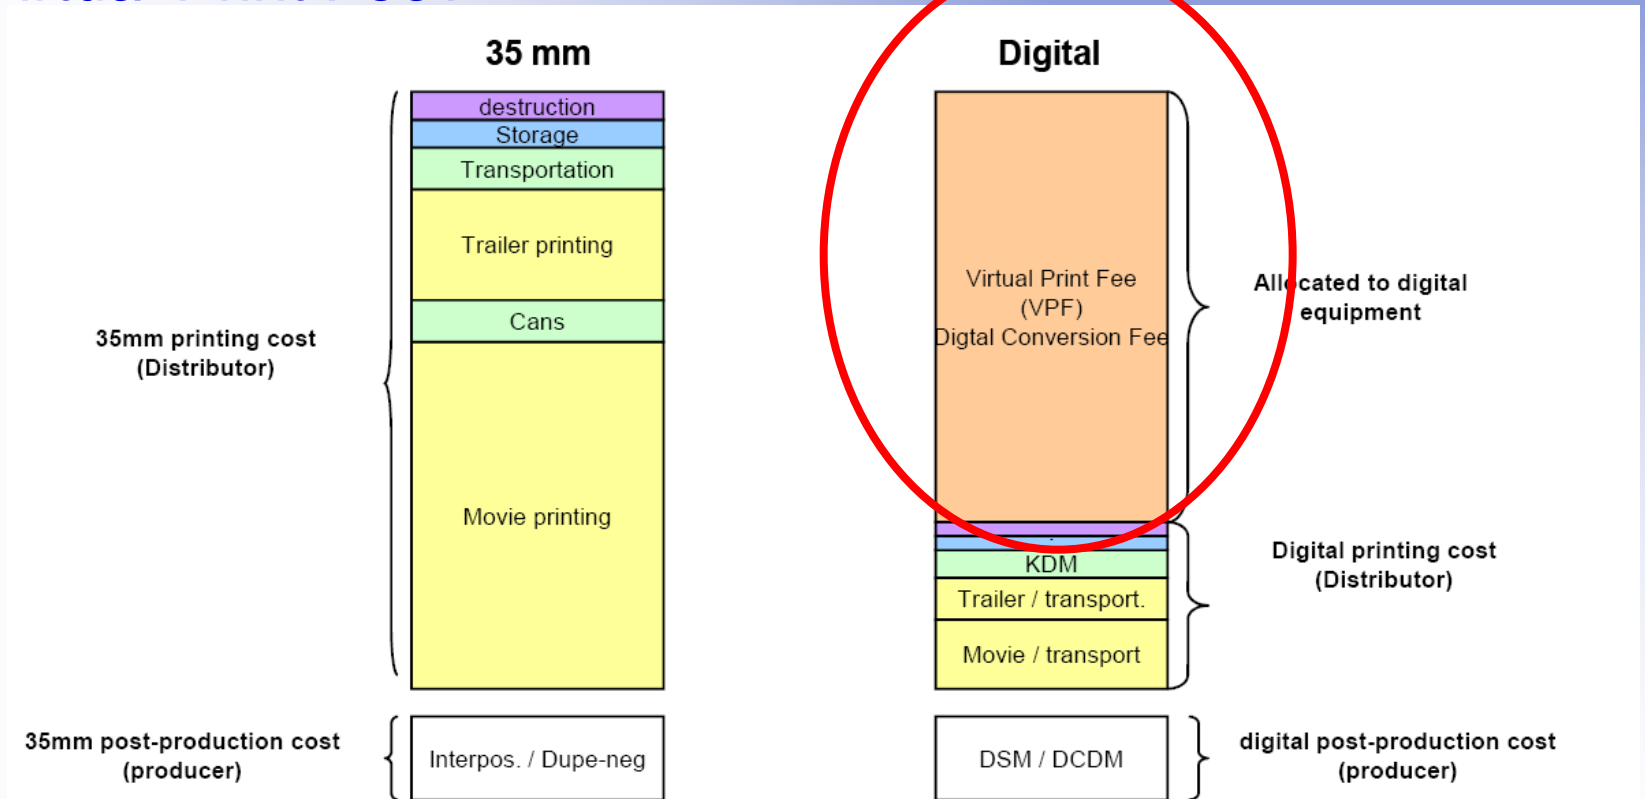 35 mm
Digital
destruction
Storage
Transportation
Trailer printing
Cans
Movie printing
35mm printing cost
(Distributor)
Virtual Print Fee
(VPF)
Digtal Conversion Fee
Allocated to digital
equipment
KDM
Trailer / transport.
Movie / transport
Digital printing cost
(Distributor)
35mm post-production cost
(producer)
Interpos. / Dupe-neg
DSM / DCDM
digital post-production cost
(producer)